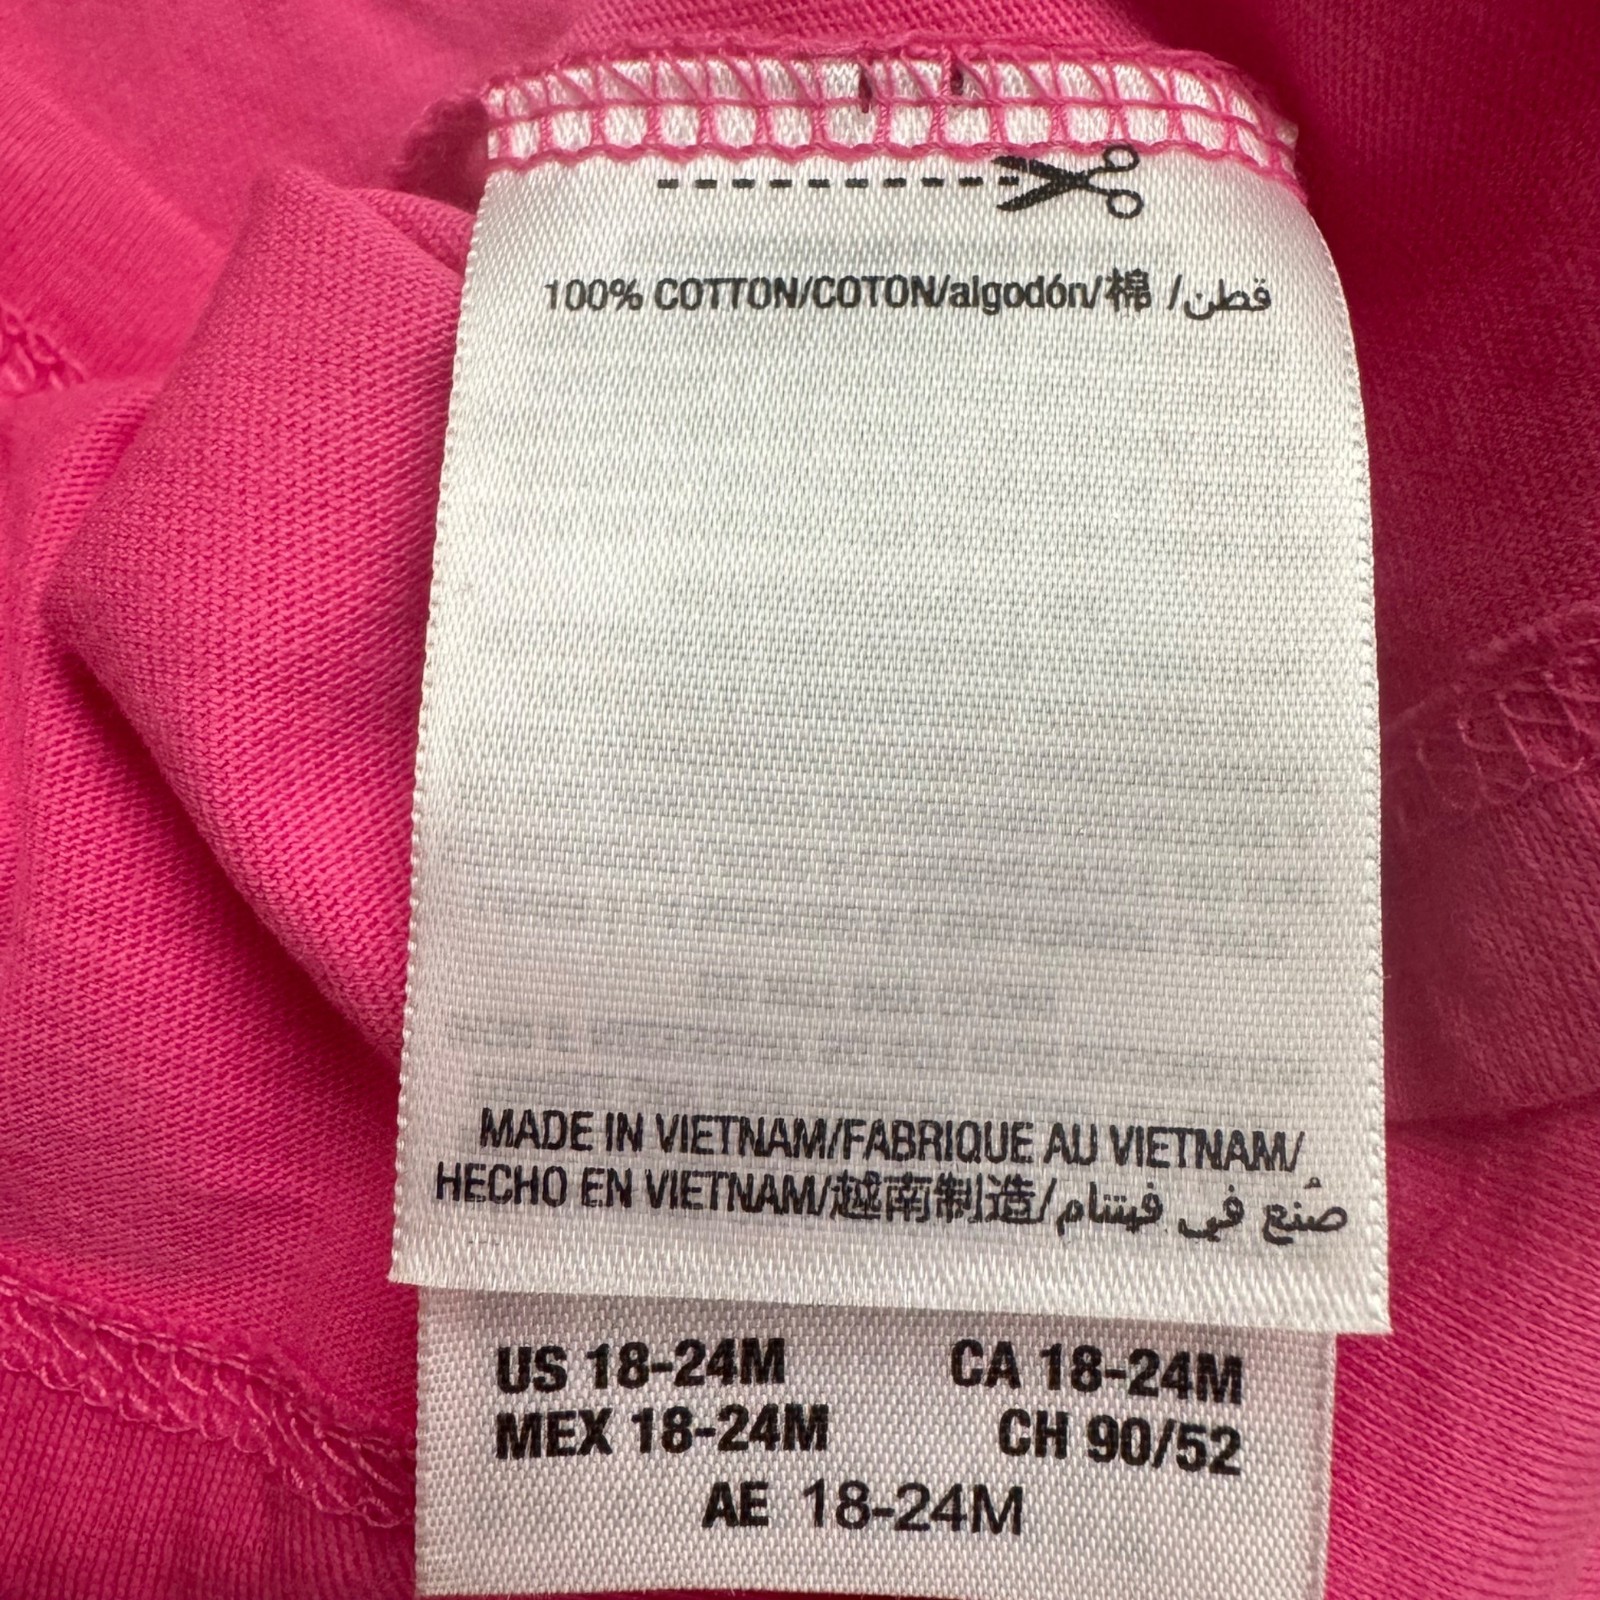 100% COTTON/COTON/algodón/棉 /قطن
MADE IN VIETNAM/FABRIQUE AU VIETNAM/
HECHO EN VIETNAM/越南制造/صُنع في فيتنام
US 18-24M CA 18-24M
MEX 18-24M CH 90/52
AE 18-24M